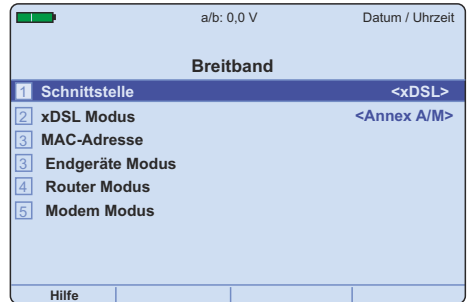 a/b: 0,0 V Datum / Uhrzeit
Breitband
1 Schnittstelle <xDSL>
2 xDSL Modus <Annex A/M>
3 MAC-Adresse
3 Endgeräte Modus
4 Router Modus
5 Modem Modus
Hilfe